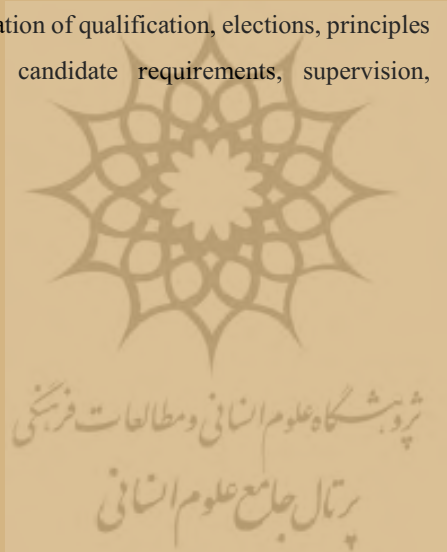 ation of qualification, elections, principles
candidate requirements, supervision,
پژوهشگاه علوم انسانی و مطالعات فرهنگی
پرتال جامع علوم انسانی